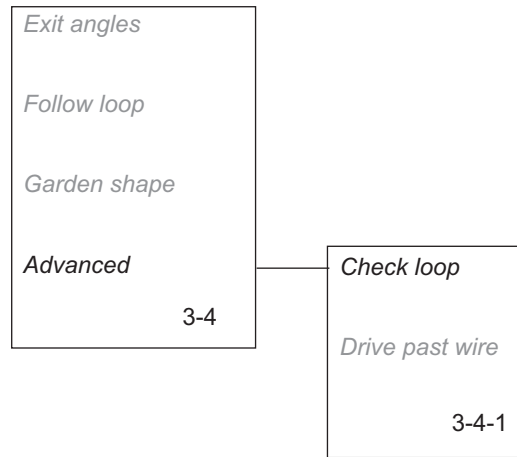 Exit angles
Follow loop
Garden shape
Advanced
3-4
Check loop
Drive past wire
3-4-1